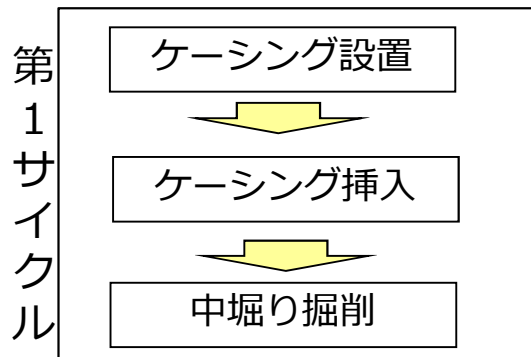 第1サイクル
ケーシング設置
ケーシング挿入
中堀り掘削